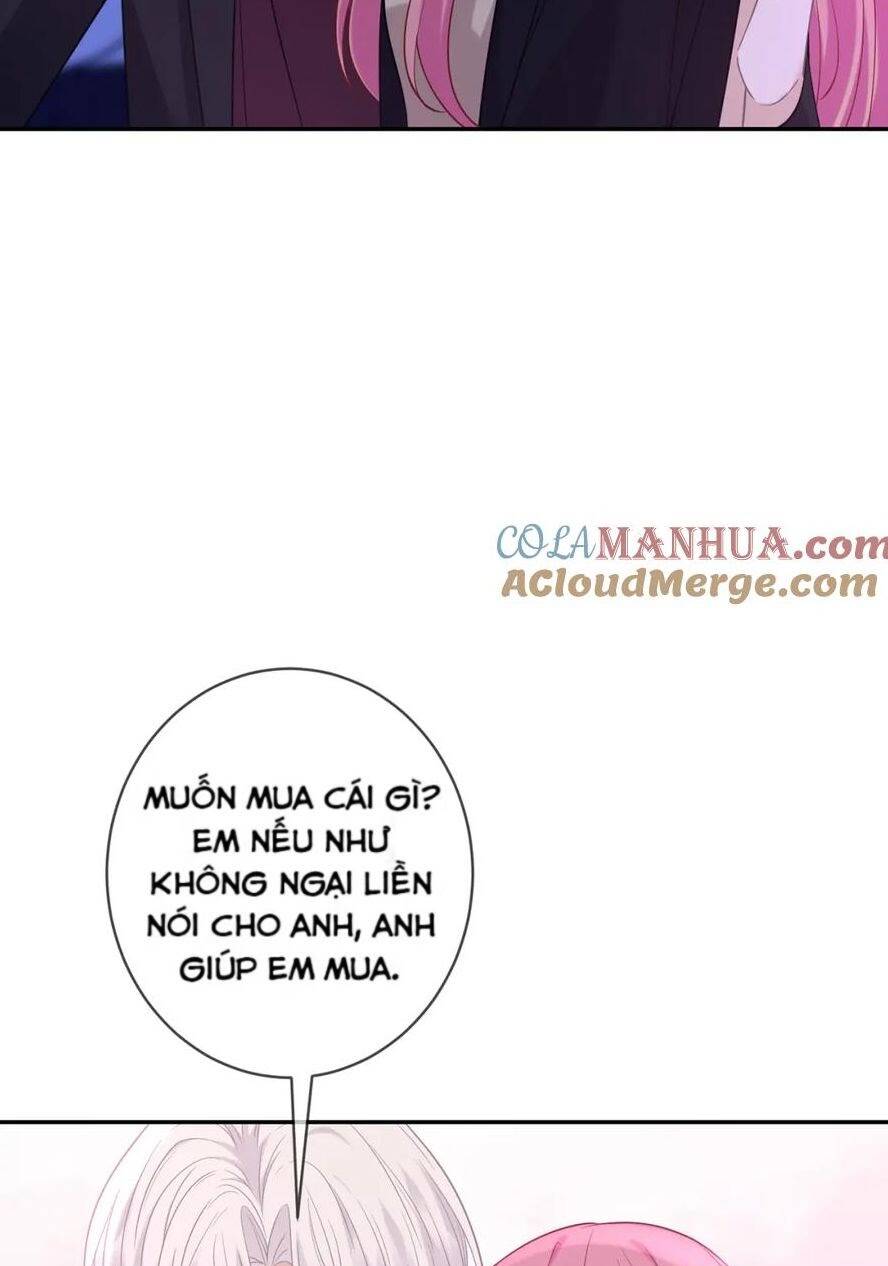 COLAMANHUA.com
ACloudMerge.com
MUỐN MUA CÁI GÌ?
EM NẾU NHƯ
KHÔNG NGẠI LIỀN
NÓI CHO ANH, ANH
GIÚP EM MUA.